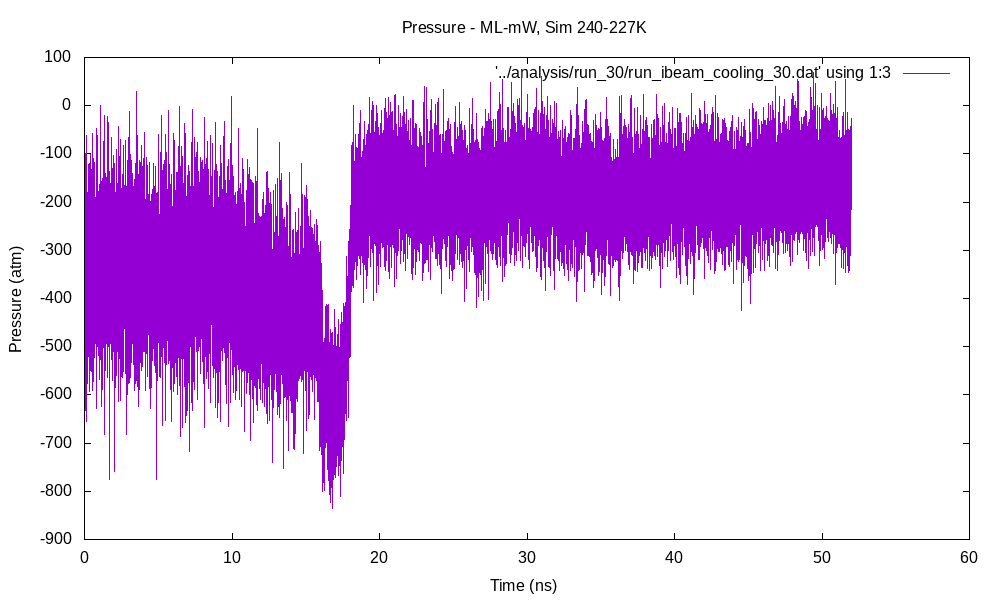 Pressure - ML-mW, Sim 240-227K
'../analysis/run_30/run_ibeam_cooling_30.dat' using 1:3
100
0
-100
-200
-300
-400
-500
-600
-700
-800
-900
Pressure (atm)
0 10 20 30 40 50 60
Time (ns)